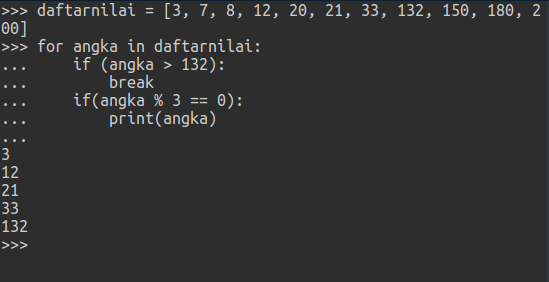 >>> daftarnilai = [3, 7, 8, 12, 20, 21, 33, 132, 150, 180, 2
00]
>>> for angka in daftarnilai:
...     if (angka > 132):
...         break
...     if(angka % 3 == 0):
...         print(angka)
...
3
12
21
33
132
>>>